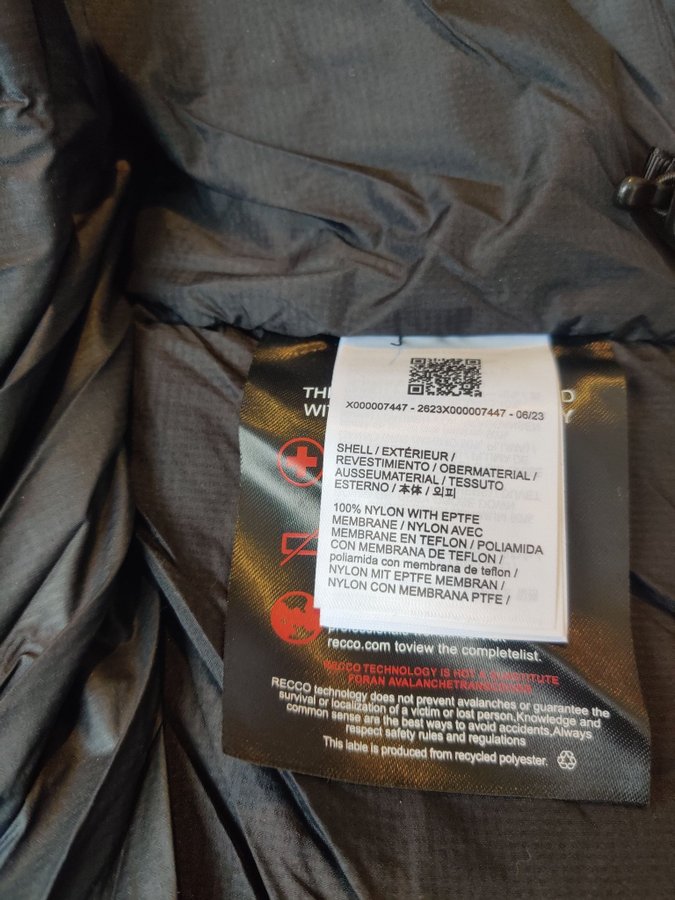 X000007447 - 2623X000007447 - 06/23
SHELL / EXTÉRIEUR /
REVESTIMIENTO / OBERMATERIAL /
AUSSEUMATERIAL / TESSUTO
ESTERNO / 本体 / 외피
100% NYLON WITH EPTFE
MEMBRANE / NYLON AVEC
MEMBRANE EN TEFLON / POLIAMIDA
CON MEMBRANA DE TEFLON /
poliamida con membrana de teflon /
NYLON MIT EPTFE MEMBRAN /
NYLON CON MEMBRANA PTFE /
recco.com toview the completelist.
RECCO TECHNOLOGY IS NOT A SUBSTITUTE
FORAN AVALANCHETRANSCEIVER
RECCO technology does not prevent avalanches or guarantee the
survival or localization of a victim or lost person,Knowledge and
common sense are the best ways to avoid accidents,Always
respect safety rules and regulations
This lable is produced from recycled polyester.